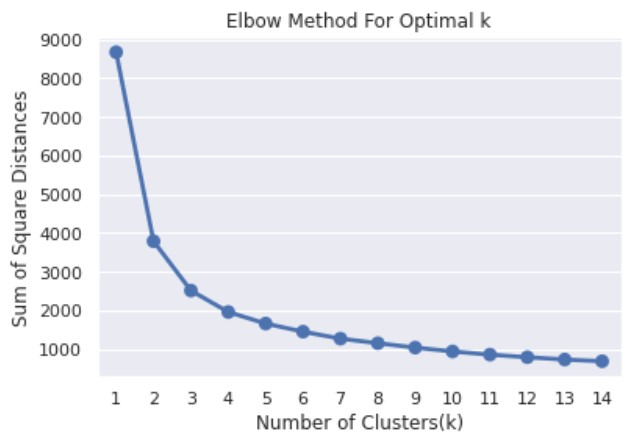 Elbow Method For Optimal k
Sum of Square Distances
9000
8000
7000
6000
5000
4000
3000
2000
1000
1 2 3 4 5 6 7 8 9 10 11 12 13 14
Number of Clusters(k)